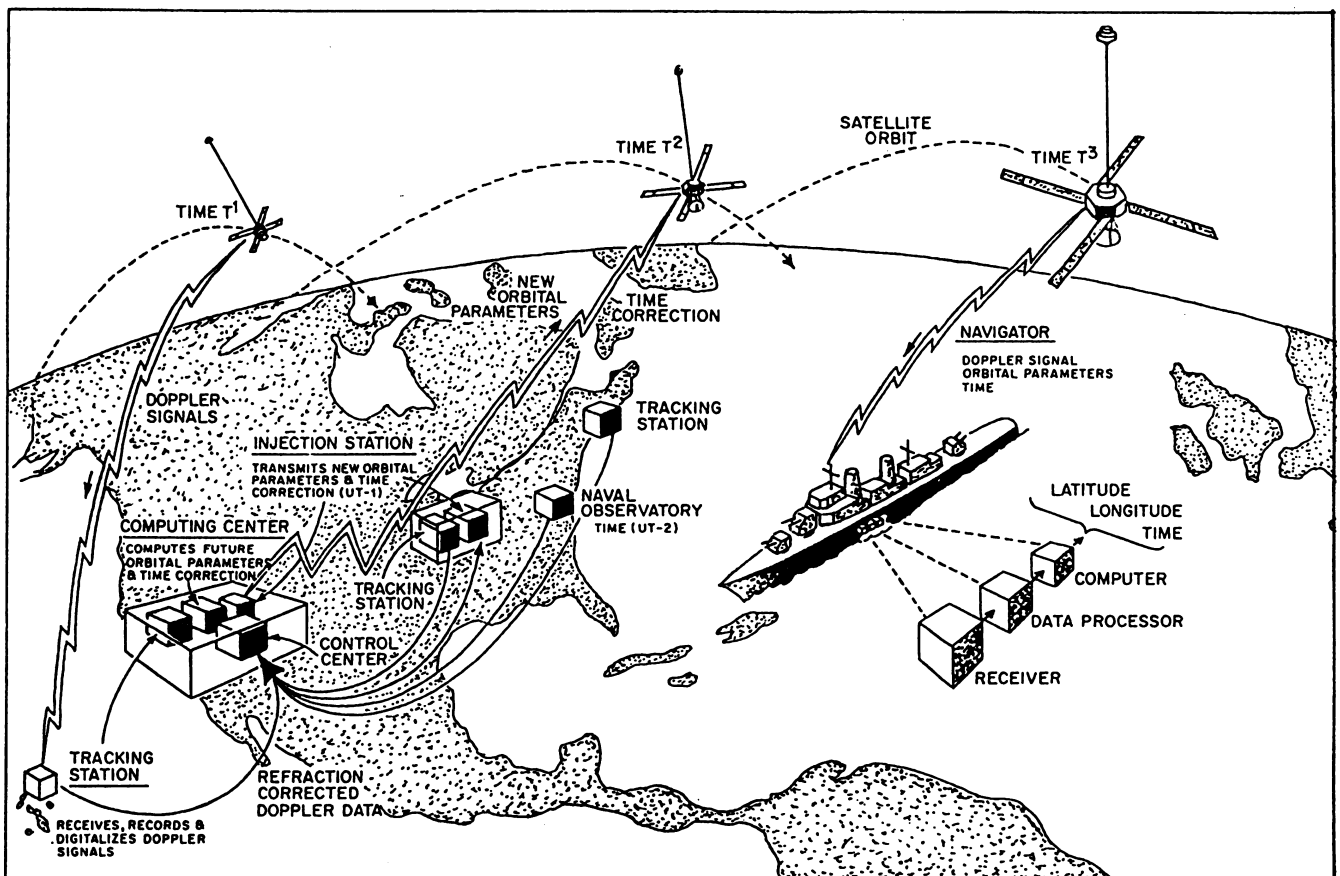 SATELLITE
ORBIT
TIME T²
TIME T³
TIME T¹
NEW
ORBITAL
PARAMETERS
TIME
CORRECTION
NAVIGATOR
DOPPLER SIGNAL
ORBITAL PARAMETERS
TIME
DOPPLER
SIGNALS
TRACKING
STATION
INJECTION STATION
TRANSMITS NEW ORBITAL
PARAMETERS & TIME
CORRECTION (UT-1)
NAVAL
OBSERVATORY
TIME (UT-2)
LATITUDE
LONGITUDE
TIME
COMPUTING CENTER
COMPUTES FUTURE
ORBITAL PARAMETERS
& TIME CORRECTION
TRACKING
STATION
COMPUTER
DATA PROCESSOR
RECEIVER
CONTROL
CENTER
TRACKING
STATION
REFRACTION
CORRECTED
DOPPLER DATA
RECEIVES, RECORDS &
DIGITALIZES DOPPLER
SIGNALS